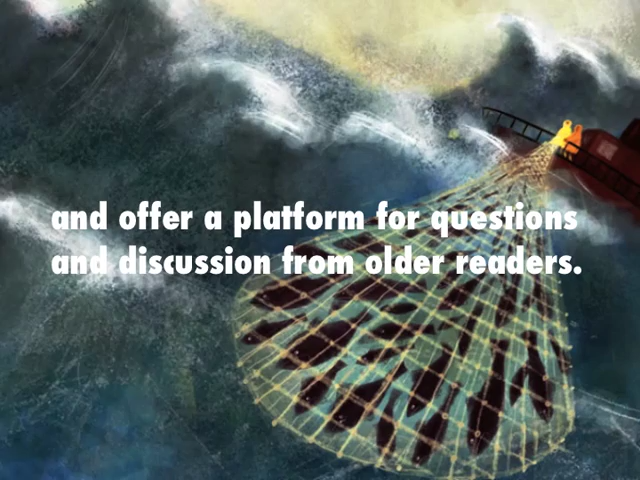 and offer a platform for questions
and discussion from older readers.